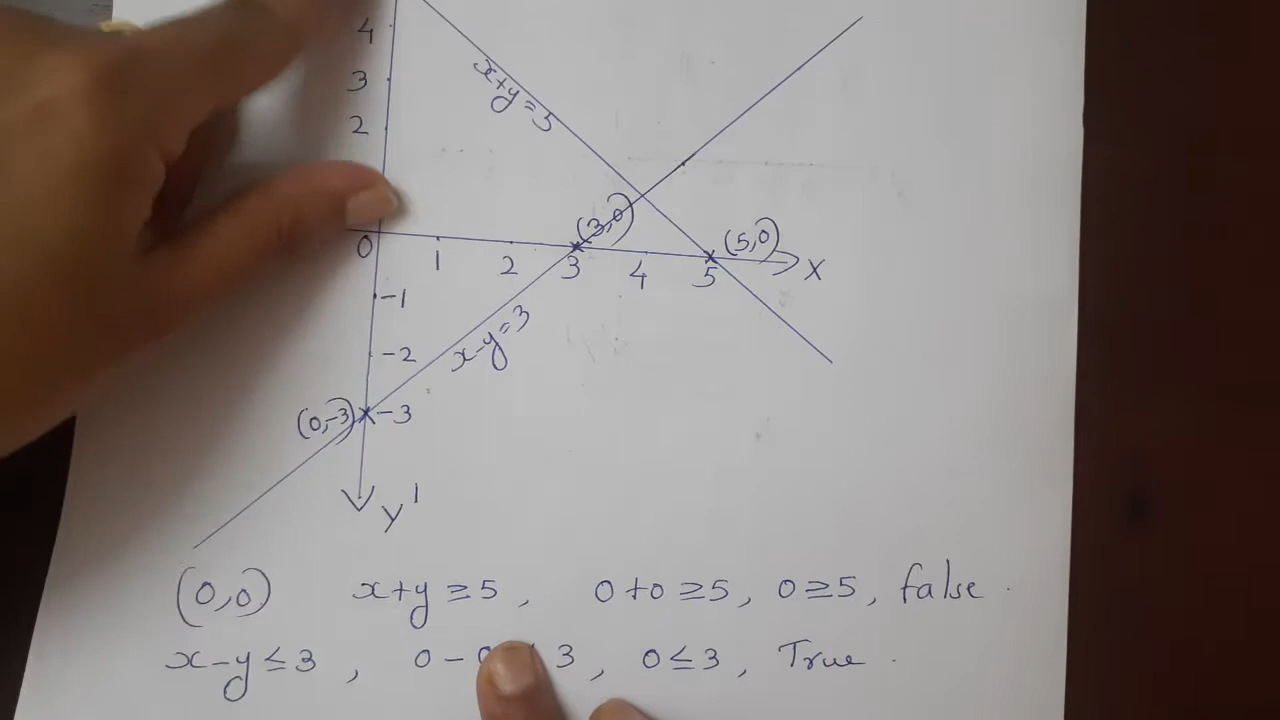 4
x+y=5
3
2
(3,0)
(5,0)
0 1 2 3 4 5 X
-1
x-y=3
-2
(0,-3) -3
Y'
(0,0) x+y ≥ 5 , 0+0 ≥ 5 , 0 ≥ 5 , false .
x-y ≤ 3 , 0 - 3 , 0 ≤ 3 , True .